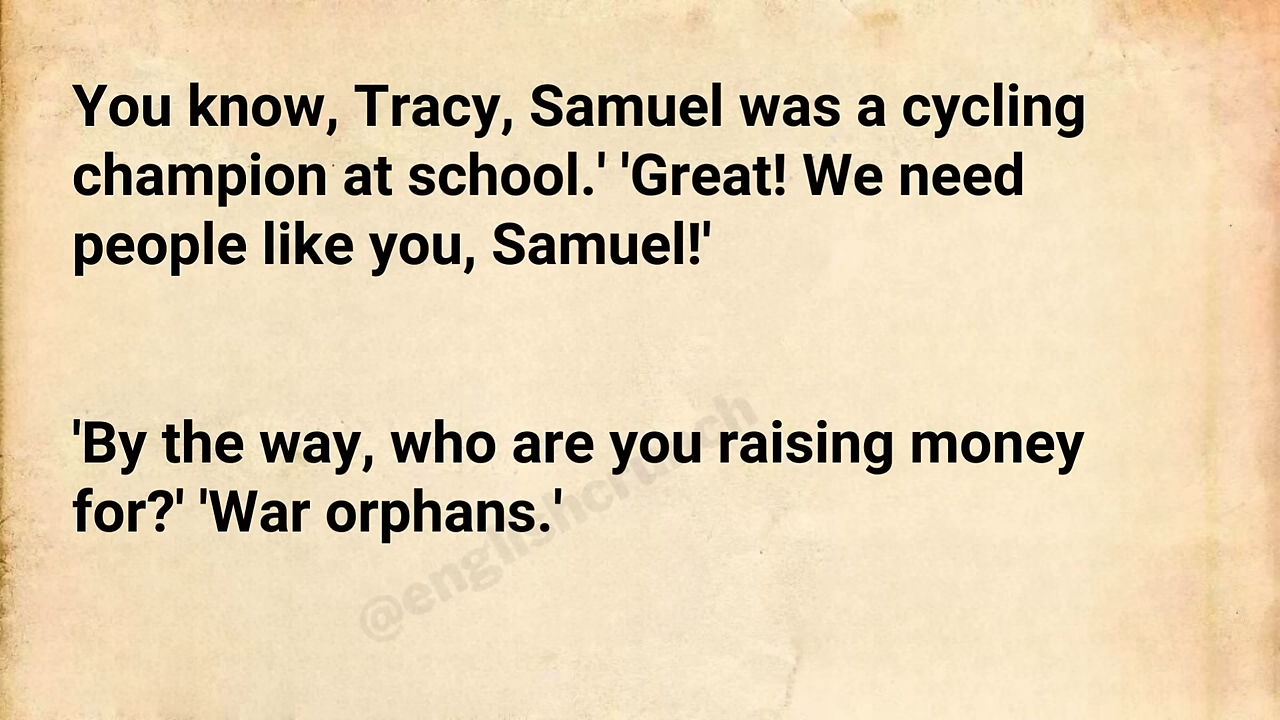 You know, Tracy, Samuel was a cycling
champion at school.' 'Great! We need
people like you, Samuel!'
'By the way, who are you raising money
for?' 'War orphans.'